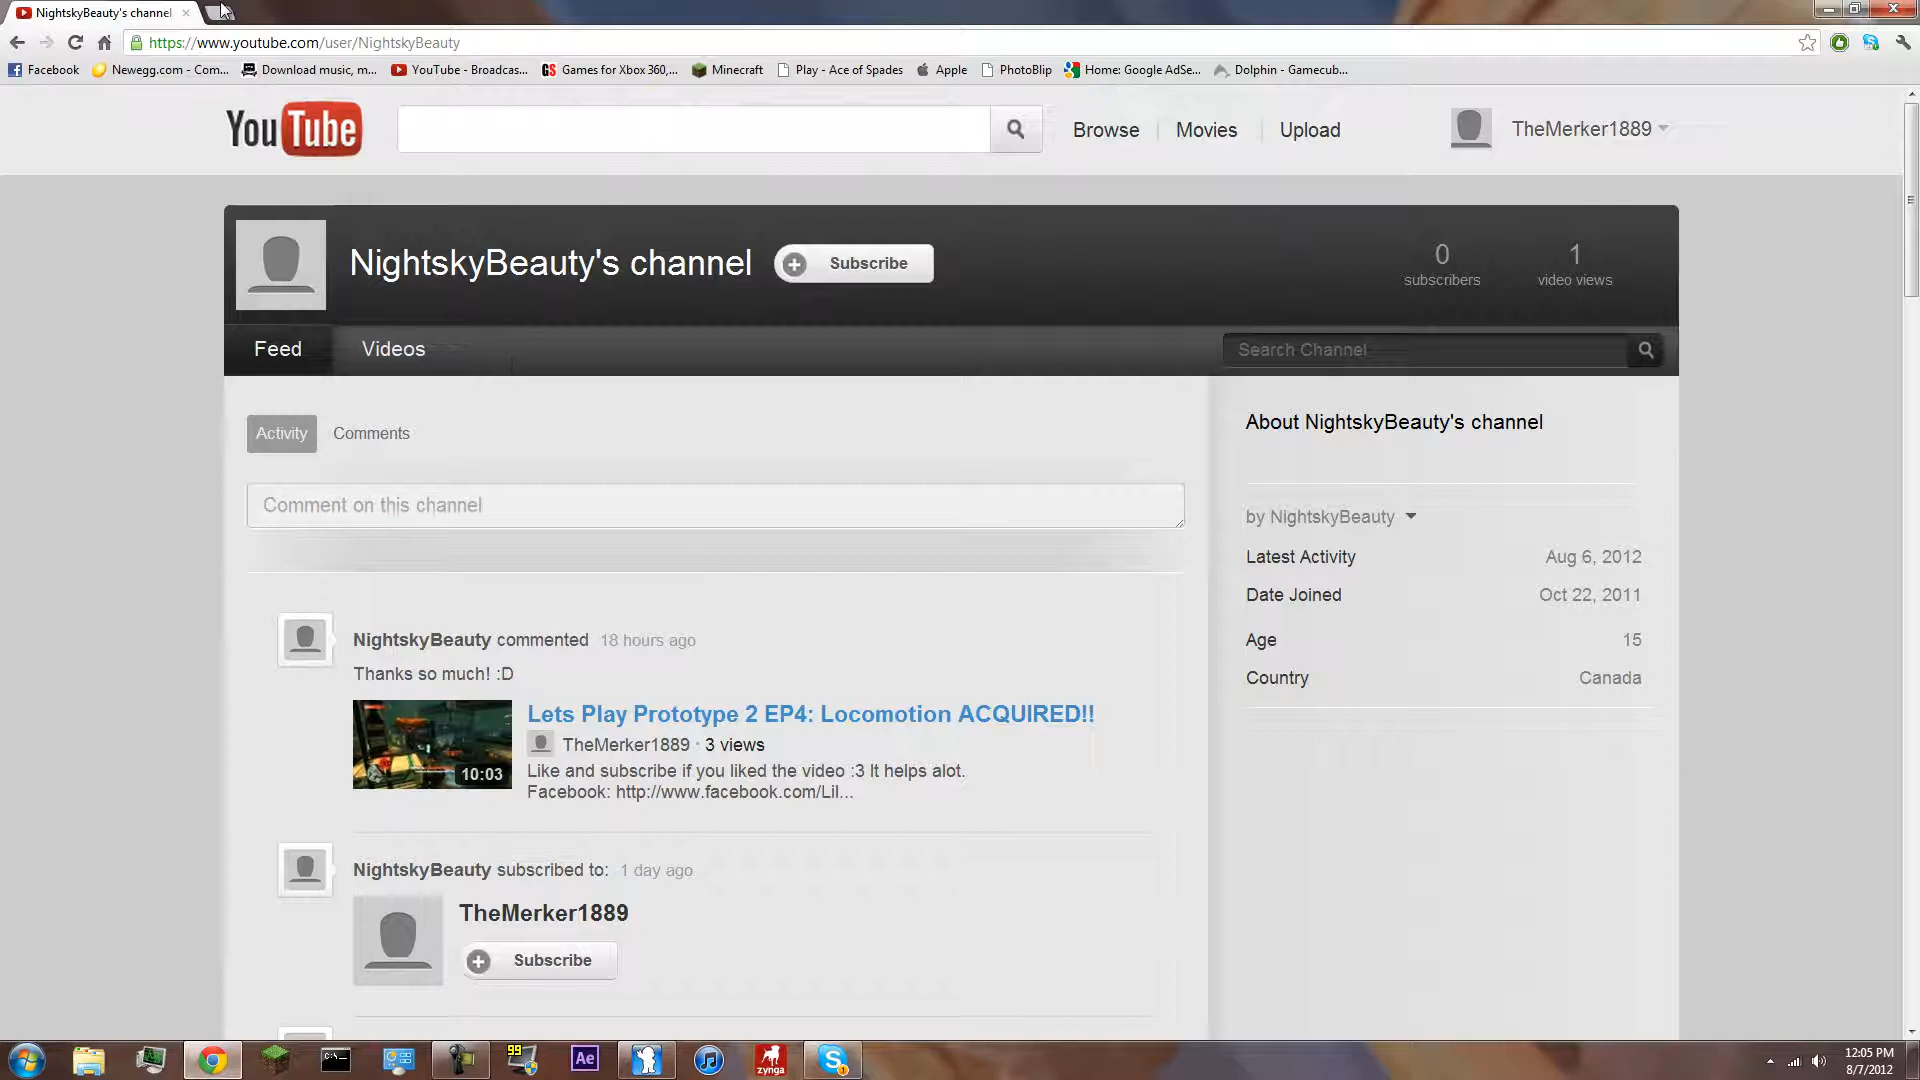 NightskyBeauty's channel
https://www.youtube.com/user/NightskyBeauty
Facebook Newegg.com - Com... Download music, m... YouTube - Broadcas... Games for Xbox 360,... Minecraft Play - Ace of Spades Apple PhotoBlip Home: Google AdSe... Dolphin - Gamecub...
YouTube Browse Movies Upload TheMerker1889
NightskyBeauty's channel Subscribe
0 subscribers
1 video views
Feed Videos Search Channel
Activity Comments
Comment on this channel
NightskyBeauty commented 18 hours ago
Thanks so much! :D
Lets Play Prototype 2 EP4: Locomotion ACQUIRED!!
TheMerker1889 · 3 views
10:03
Like and subscribe if you liked the video :3 It helps alot.
Facebook: http://www.facebook.com/Lil...
NightskyBeauty subscribed to: 1 day ago
TheMerker1889
Subscribe
About NightskyBeauty's channel
by NightskyBeauty
Latest Activity Aug 6, 2012
Date Joined Oct 22, 2011
Age 15
Country Canada
C:\
99
Ae
zynga
S
1
12:05 PM
8/7/2012